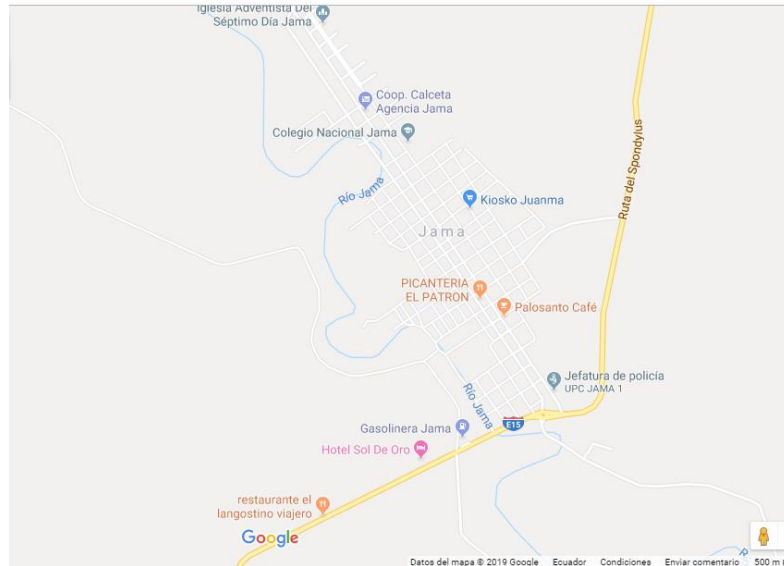 Iglesia Adventista Del
Séptimo Día Jama
Coop. Calceta
Agencia Jama
Colegio Nacional Jama
Río Jama
Kiosko Juanma
Ruta del Spondylus
Jama
PICANTERIA
EL PATRON
Palosanto Café
Jefatura de policía
UPC JAMA 1
Río Jama
Gasolinera Jama
E15
Hotel Sol De Oro
restaurante el
langostino viajero
Google
Datos del mapa © 2019 Google Ecuador Condiciones Enviar comentario 500 m